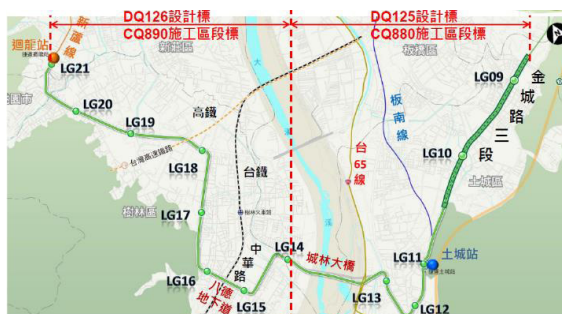 DQ126設計標
CQ890施工區段標
DQ125設計標
CQ880施工區段標
新蘆線
迴龍站
新莊區
板橋區
大
漢
溪
LG21
LG20
LG19
LG18
LG17
LG16
LG15
LG14
LG13
LG12
LG11
LG10
LG09
高鐵
台灣高速鐵路
台鐵
樹林區
中華路
八德
地下道
城林大橋
台65線
板南線
金城路三段
土城區
土城站